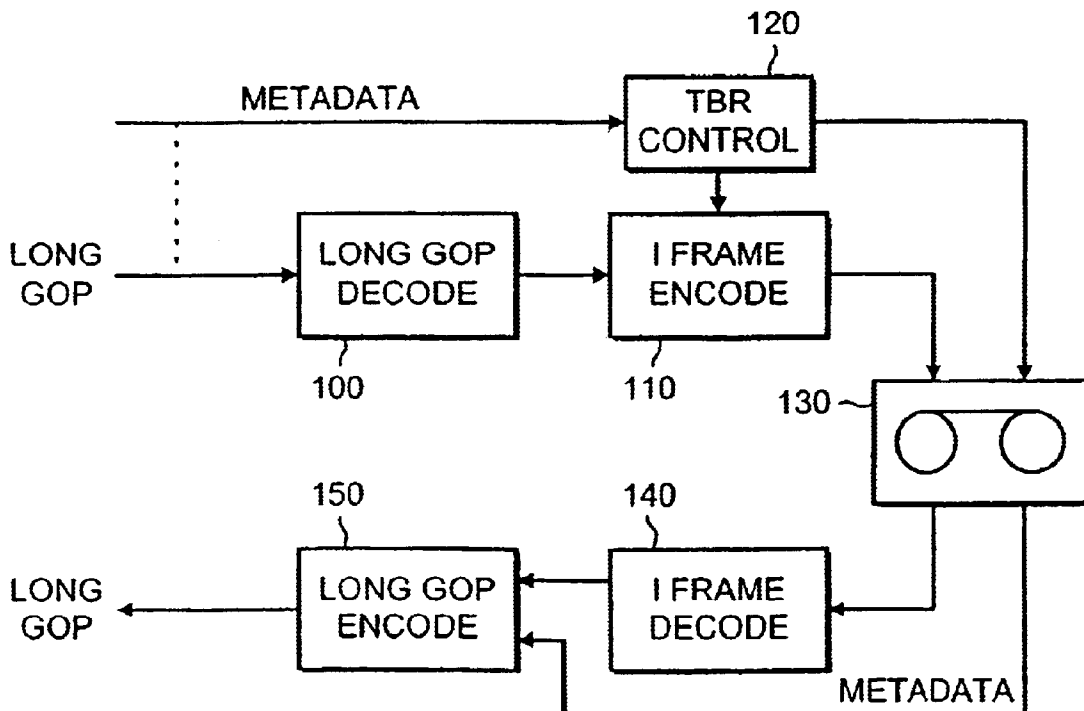 120
METADATA
TBR
CONTROL
LONG
GOP
LONG GOP
DECODE
I FRAME
ENCODE
100
110
130
150
140
LONG
GOP
LONG GOP
ENCODE
I FRAME
DECODE
METADATA